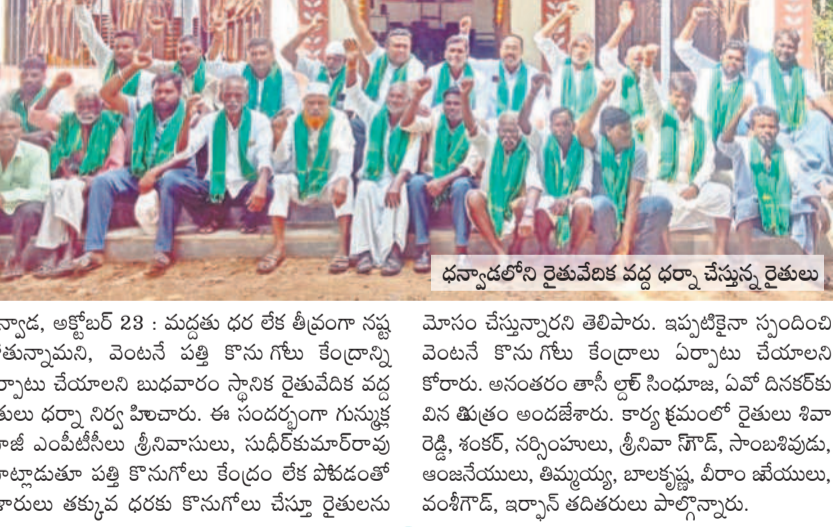 ధన్వాడలోని రైతువేదిక వద్ద ధర్నా చేస్తున్న రైతులు
న్వాడ, అక్టోబర్ 23 : మద్దతు ధర లేక తీవ్రంగా నష్ట
తున్నామని, వెంటనే పత్తి కొనుగోలు కేంద్రాన్ని
ర్పాటు చేయాలని బుధవారం స్థానిక రైతువేదిక వద్ద
తులు ధర్నా నిర్వ హించారు. ఈ సందర్భంగా గున్ముక్ల
జీ ఎంపీటీసీలు శ్రీనివాసులు, సుధీర్‌కుమార్‌రావు
ట్లాడుతూ పత్తి కొనుగోలు కేంద్రం లేక పోవడంతో
రులు తక్కువ ధరకు కొనుగోలు చేస్తూ రైతులను
మోసం చేస్తున్నారని తెలిపారు. ఇప్పటికైనా స్పందించి
వెంటనే కొను గోలు కేంద్రాలు ఏర్పాటు చేయాలని
కోరారు. అనంతరం తాసీ ల్దార్ సింధూజ, ఏవో దినకర్‌కు
విన తిపత్రం అందజేశారు. కార్య క్రమంలో రైతులు శివా
రెడ్డి, శంకర్, నర్సింహులు, శ్రీనివా స్‌గౌడ్, సాంబశివుడు,
ఆంజనేయులు, తిమ్మయ్య, బాలకృష్ణ, వీరాం జనేయులు,
వంశీగౌడ్, ఇర్ఫాన్ తదితరులు పాల్గొన్నారు.